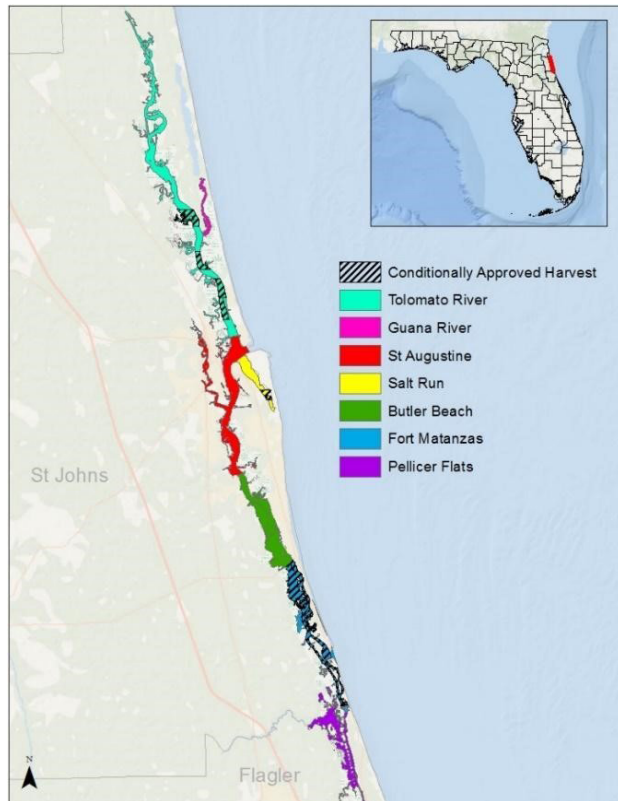 Conditionally Approved Harvest
Tolomato River
Guana River
St Augustine
Salt Run
Butler Beach
Fort Matanzas
Pellicer Flats
St Johns
Flagler
N